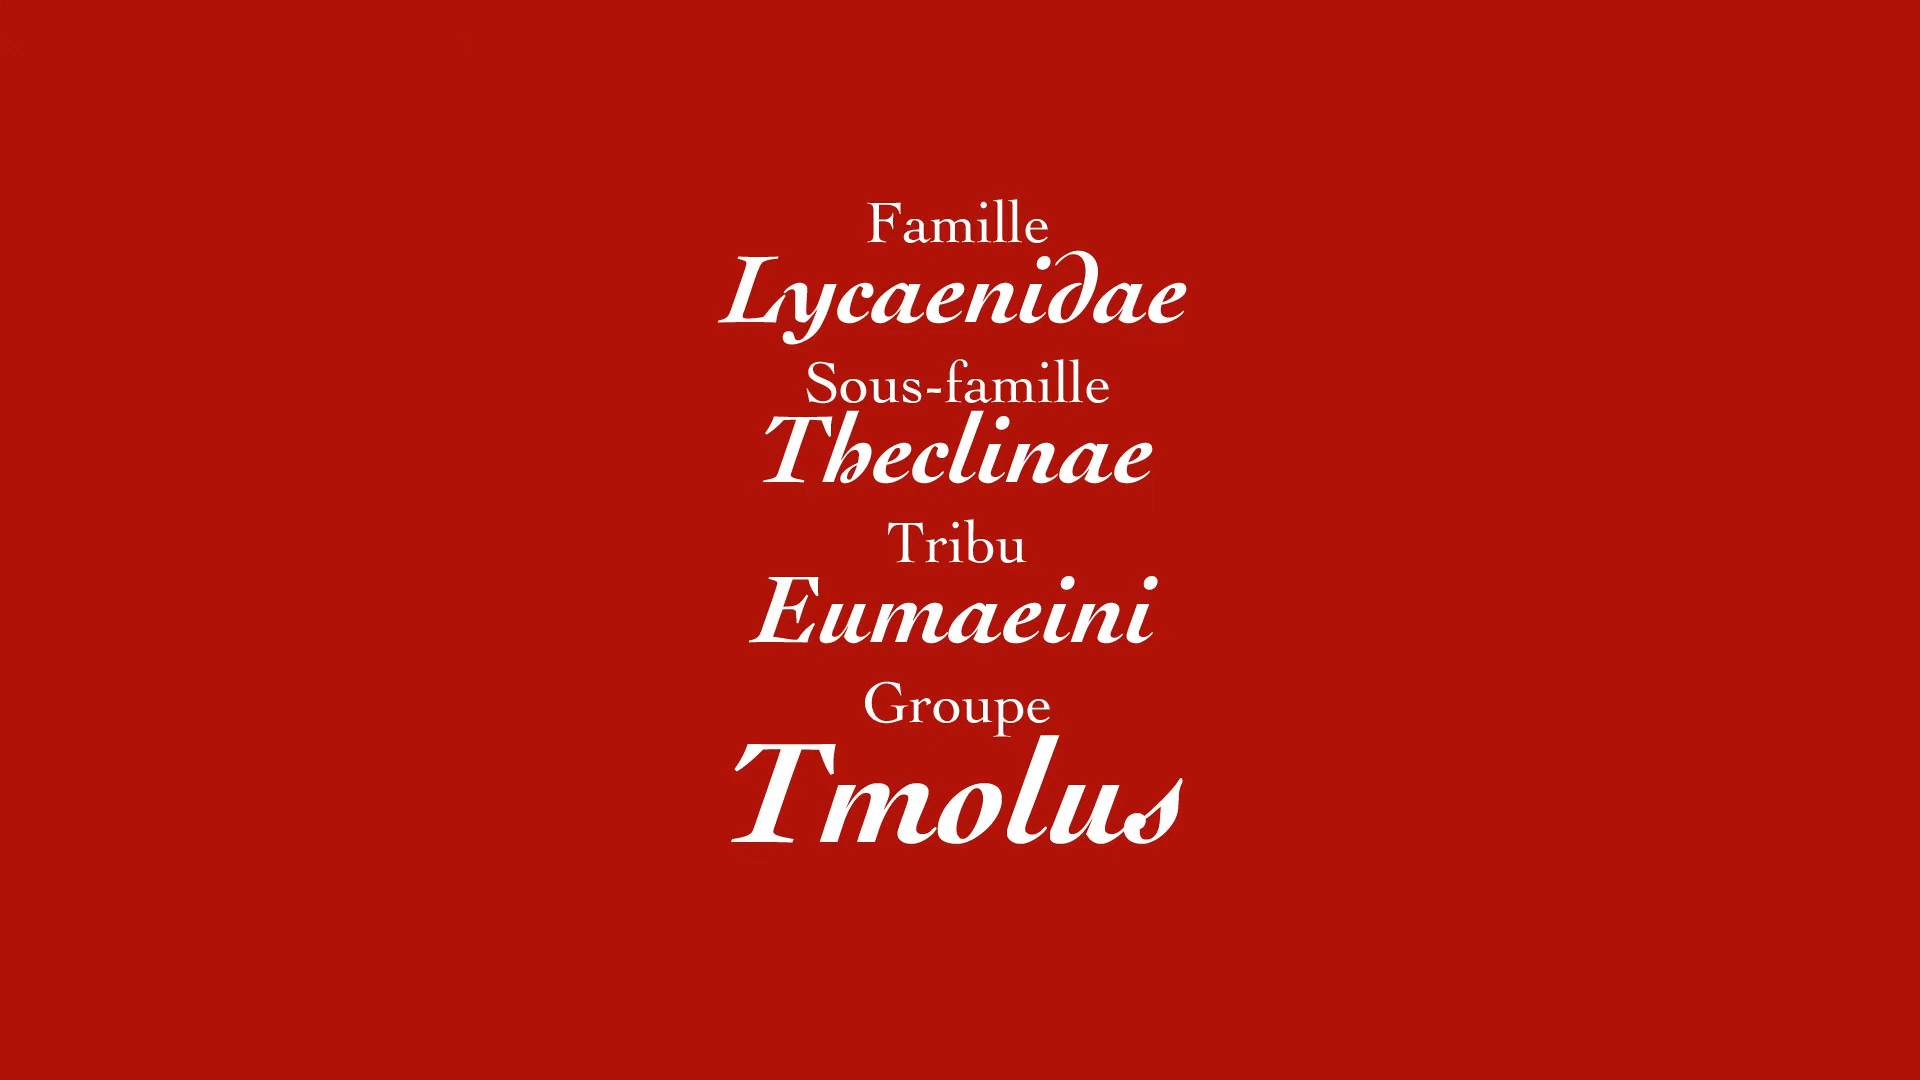 Famille
Lycaenidae
Sous-famille
Theclinae
Tribu
Eumaeini
Groupe
Tmolus